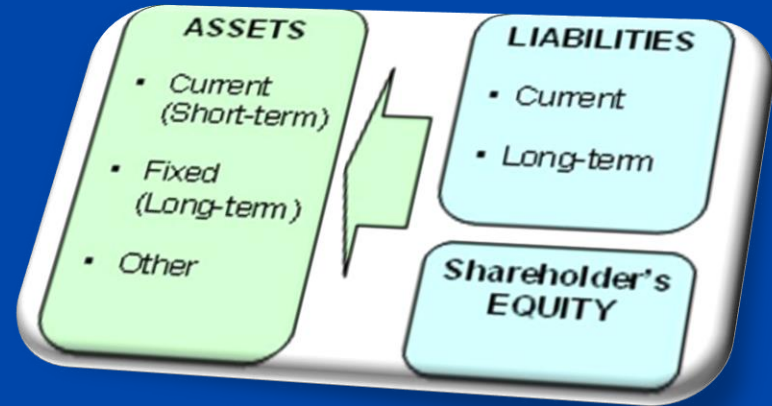 ASSETS
▪ Current
(Short-term)
▪ Fixed
(Long-term)
▪ Other
LIABILITIES
▪ Current
▪ Long-term
Shareholder's
EQUITY